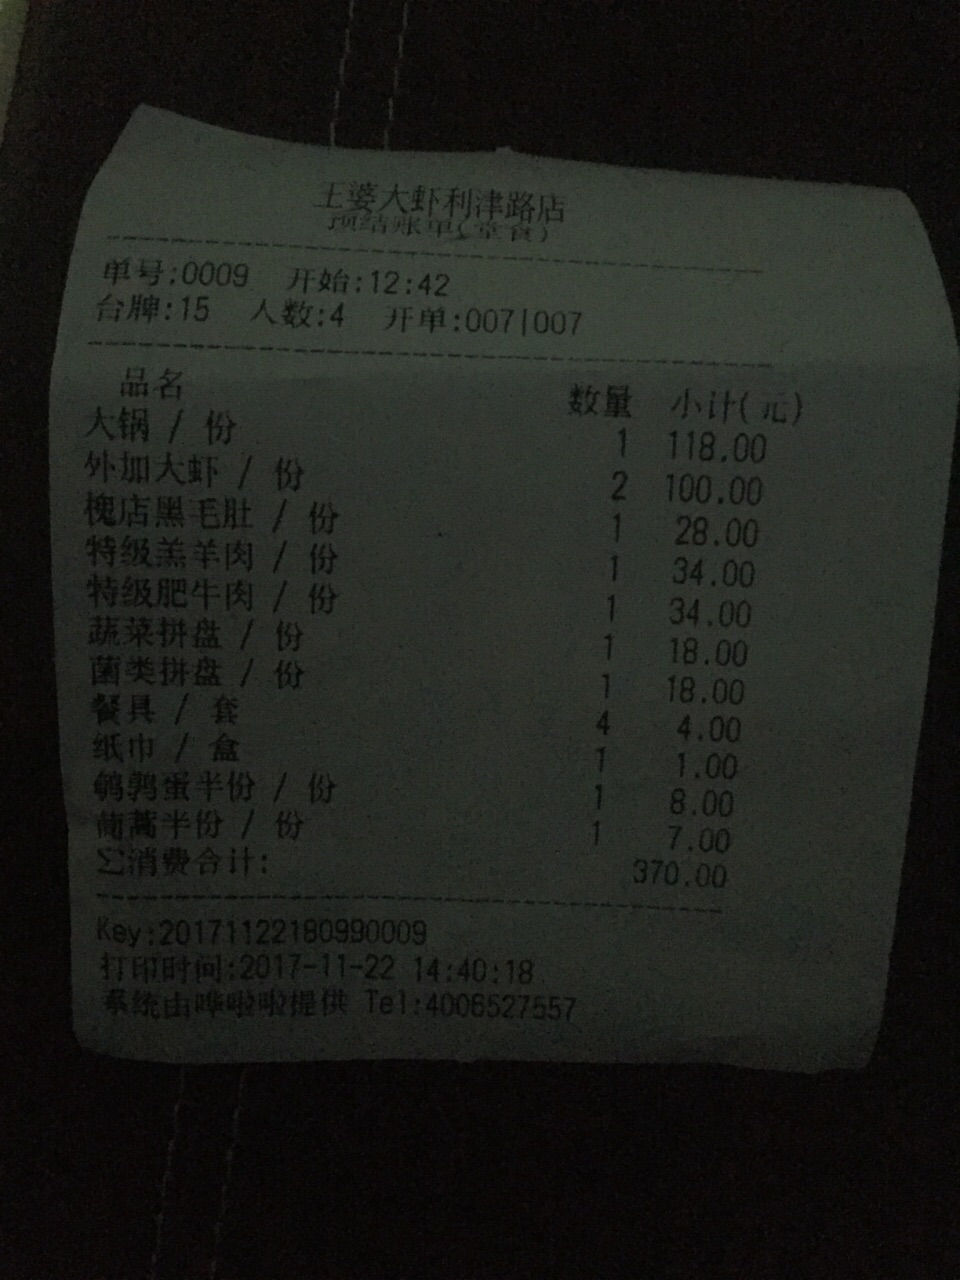 王婆大虾利津路店
预结账单(堂食)
单号:0009 开始:12:42
台牌:15 人数:4 开单:007|007
品名 数量 小计(元)
大锅 / 份 1 118.00
外加大虾 / 份 2 100.00
槐店黑毛肚 / 份 1 28.00
特级羔羊肉 / 份 1 34.00
特级肥牛肉 / 份 1 34.00
蔬菜拼盘 / 份 1 18.00
菌类拼盘 / 份 1 18.00
餐具 / 套 4 4.00
纸巾 / 盒 1 1.00
鹌鹑蛋半份 / 份 1 8.00
茼蒿半份 / 份 1 7.00
∑消费合计: 370.00
Key:20171122180990009
打印时间:2017-11-22 14:40:18
系统由哗啦啦提供 Tel:4006527557